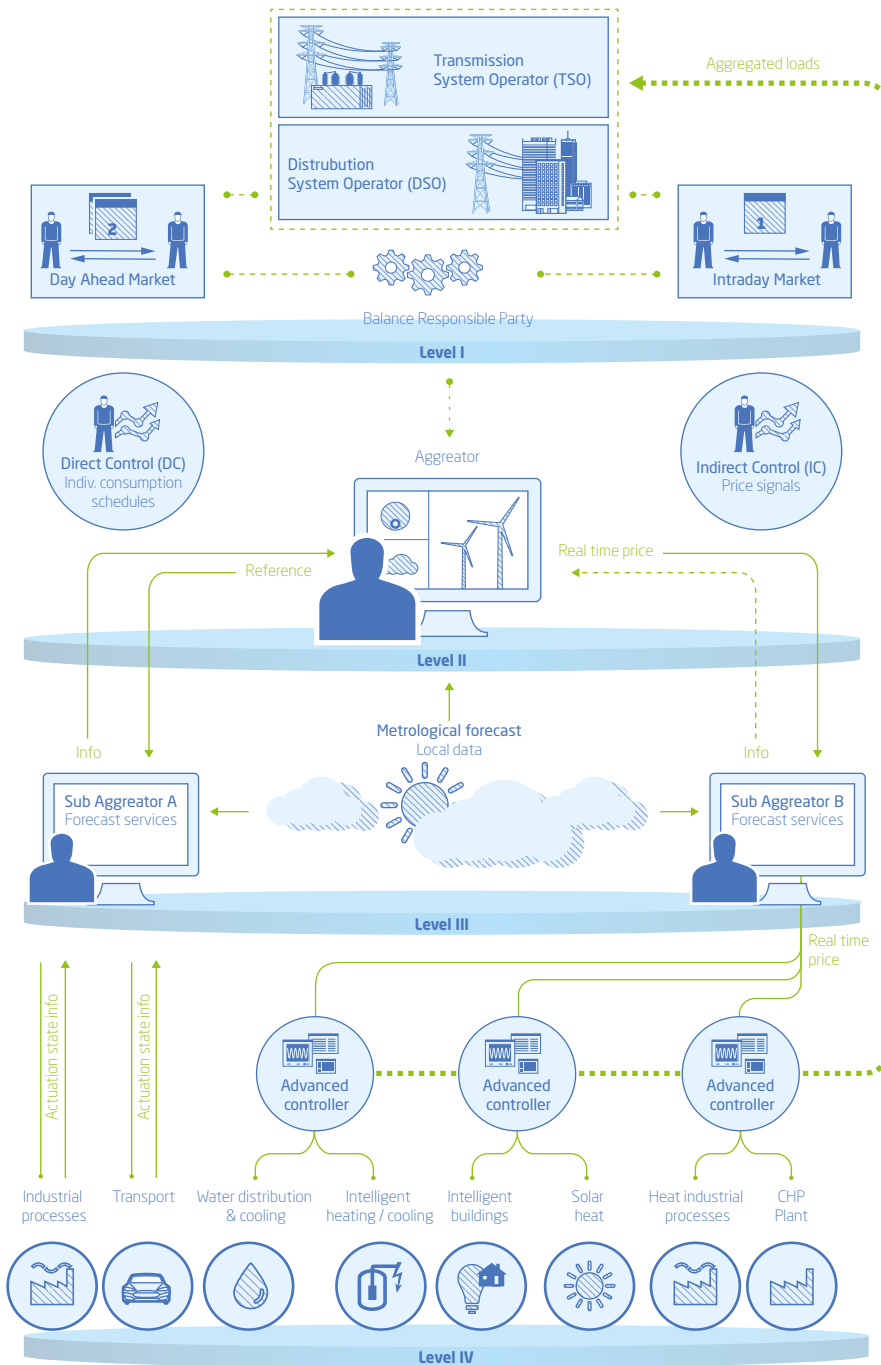 Transmission
System Operator (TSO)
Aggregated loads
Distrubution
System Operator (DSO)
2
Day Ahead Market
1
Intraday Market
Balance Responsible Party
Level I
Direct Control (DC)
Indiv. consumption
schedules
Aggreator
Indirect Control (IC)
Price signals
Real time price
Reference
Level II
Metrological forecast
Local data
Info
Info
Sub Aggreator A
Forecast services
Sub Aggreator B
Forecast services
Level III
Real time
price
Actuation state info
Actuation state info
Advanced
controller
Advanced
controller
Advanced
controller
Industrial
processes
Transport
Water distribution
& cooling
Intelligent
heating / cooling
Intelligent
buildings
Solar
heat
Heat industrial
processes
CHP
Plant
Level IV